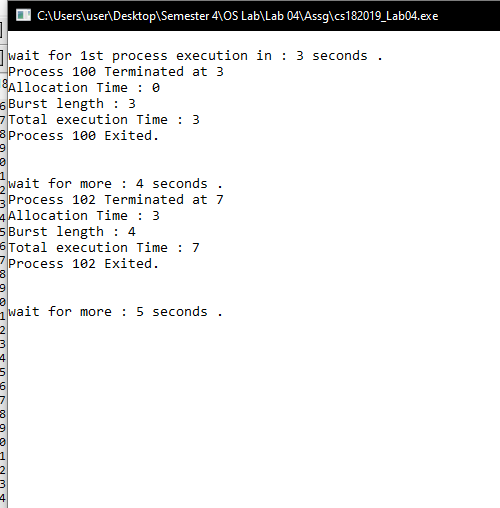 C:\Users\user\Desktop\Semester 4\OS Lab\Lab 04\Assg\cs182019_Lab04.exe
wait for 1st process execution in : 3 seconds .
Process 100 Terminated at 3
Allocation Time : 0
Burst length : 3
Total execution Time : 3
Process 100 Exited.
wait for more : 4 seconds .
Process 102 Terminated at 7
Allocation Time : 3
Burst length : 4
Total execution Time : 7
Process 102 Exited.
wait for more : 5 seconds .